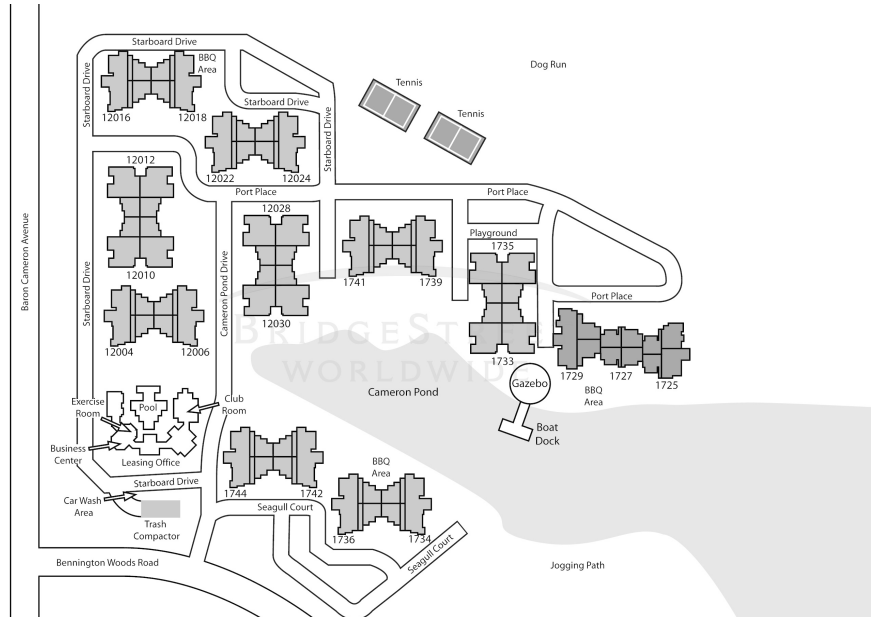 Starboard Drive
BBQ
Area
Dog Run
Starboard Drive
Tennis
Starboard Drive
12016
12018
Tennis
Starboard Drive
12022
12024
12012
Port Place
Port Place
12028
Playground
1735
Baron Cameron Avenue
Cameron Pond Drive
12010
1741
1739
Starboard Drive
Port Place
12030
BRIDGESTREET
WORLDWIDE
12004
12006
1733
1729
1727
1725
Gazebo
BBQ
Area
Cameron Pond
Exercise
Room
Pool
Club
Room
Boat
Dock
Business
Center
Leasing Office
BBQ
Area
Starboard Drive
1744
1742
Car Wash
Area
Seagull Court
Trash
Compactor
1736
1734
Seagull Court
Bennington Woods Road
Jogging Path